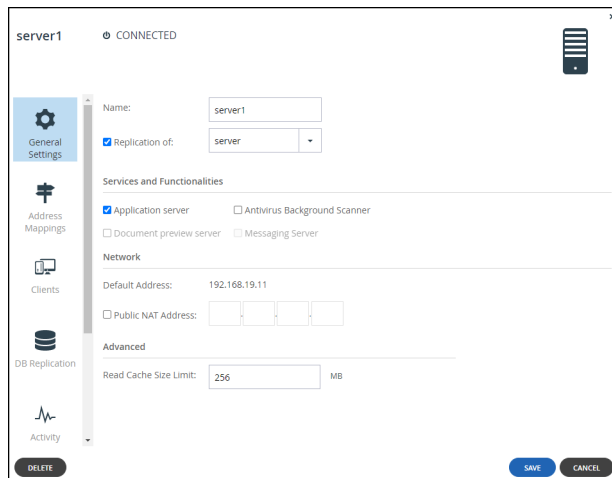 server1
CONNECTED
General
Settings
Address
Mappings
Clients
DB Replication
Activity
Name:
server1
Replication of:
server
Services and Functionalities
Application server
Antivirus Background Scanner
Document preview server
Messaging Server
Network
Default Address:
192.168.19.11
Public NAT Address:
. . .
Advanced
Read Cache Size Limit:
256
MB
DELETE
SAVE
CANCEL